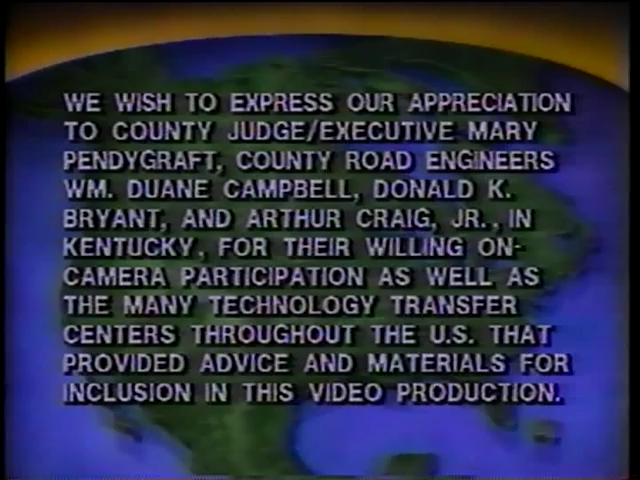 WE WISH TO EXPRESS OUR APPRECIATION
TO COUNTY JUDGE/EXECUTIVE MARY
PENDYGRAFT, COUNTY ROAD ENGINEERS
WM. DUANE CAMPBELL, DONALD K.
BRYANT, AND ARTHUR CRAIG, JR., IN
KENTUCKY, FOR THEIR WILLING ON-
CAMERA PARTICIPATION AS WELL AS
THE MANY TECHNOLOGY TRANSFER
CENTERS THROUGHOUT THE U.S. THAT
PROVIDED ADVICE AND MATERIALS FOR
INCLUSION IN THIS VIDEO PRODUCTION.